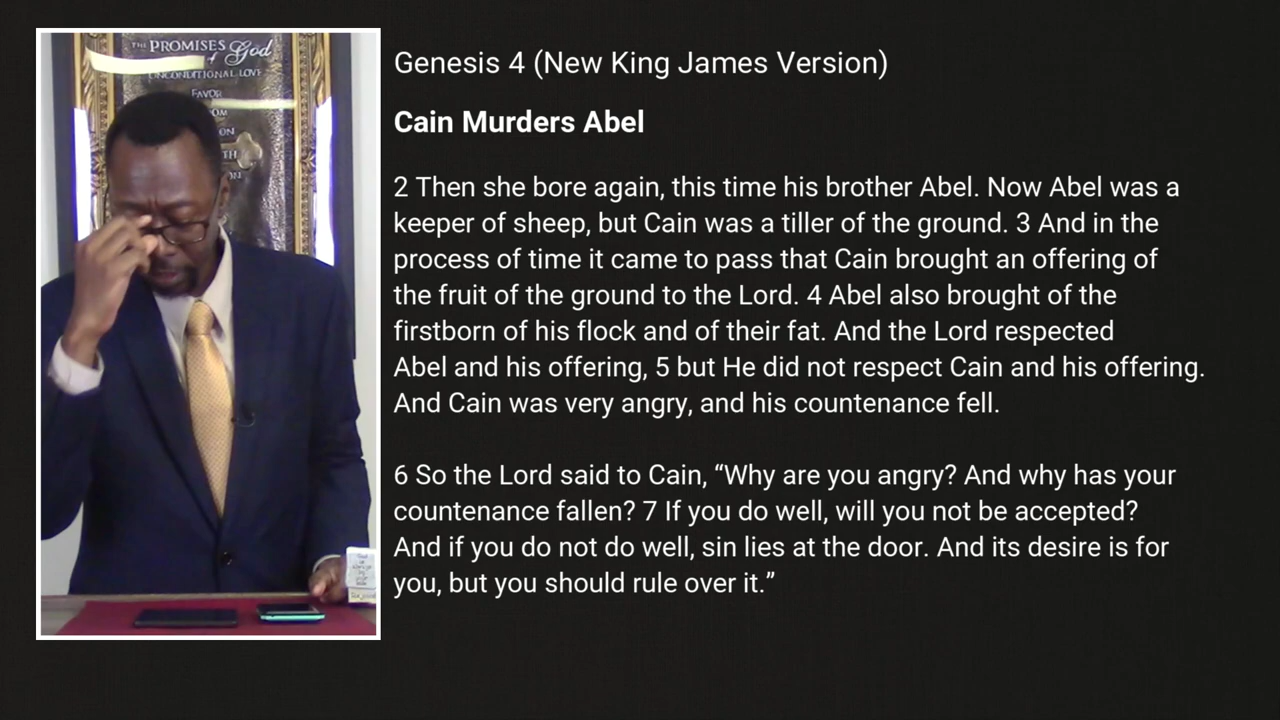 THE PROMISES
of God
UNCONDITIONAL LOVE
FAVOR
Genesis 4 (New King James Version)
Cain Murders Abel
2 Then she bore again, this time his brother Abel. Now Abel was a
keeper of sheep, but Cain was a tiller of the ground. 3 And in the
process of time it came to pass that Cain brought an offering of
the fruit of the ground to the Lord. 4 Abel also brought of the
firstborn of his flock and of their fat. And the Lord respected
Abel and his offering, 5 but He did not respect Cain and his offering.
And Cain was very angry, and his countenance fell.
6 So the Lord said to Cain, “Why are you angry? And why has your
countenance fallen? 7 If you do well, will you not be accepted?
And if you do not do well, sin lies at the door. And its desire is for
you, but you should rule over it.”